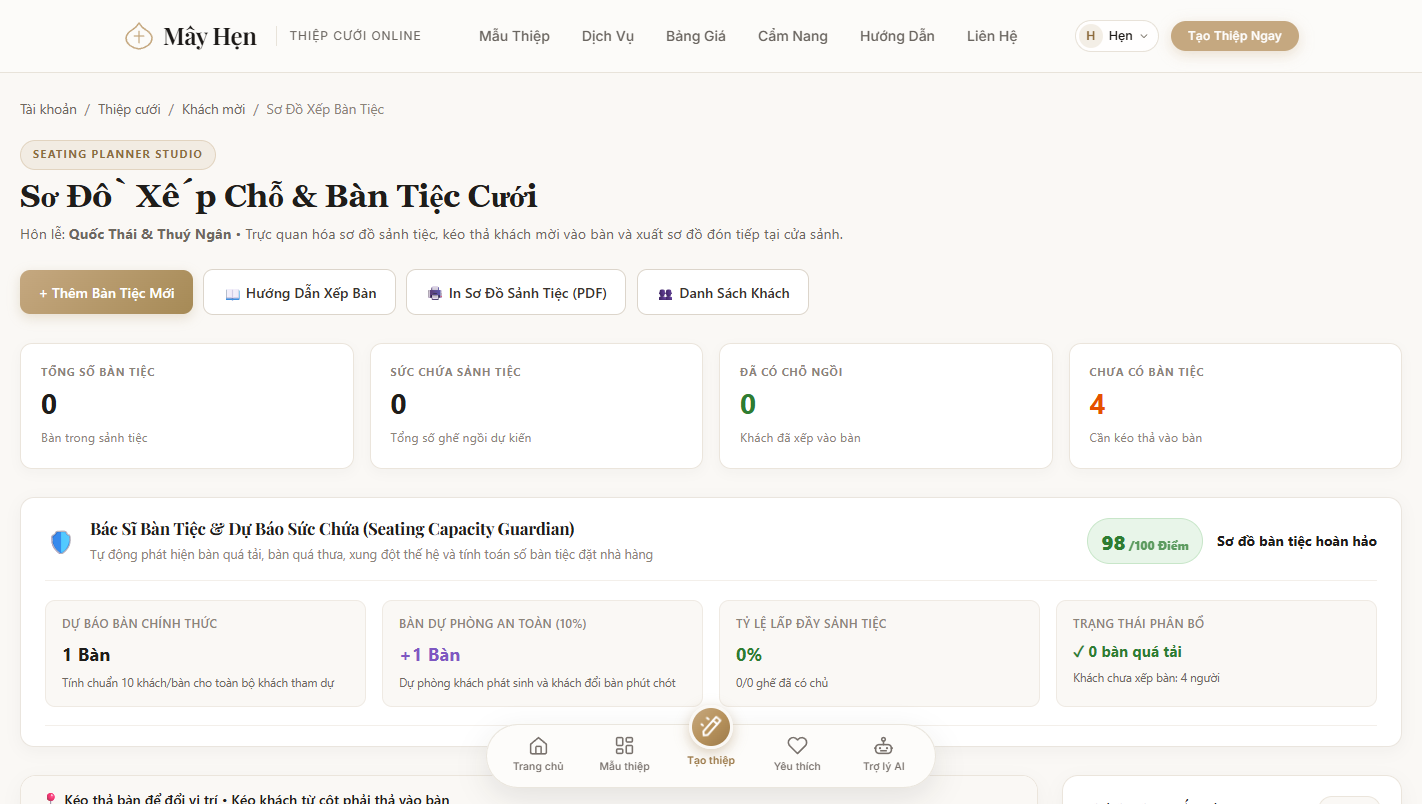 Mây Hẹn
THIỆP CƯỚI ONLINE
Mẫu Thiệp
Dịch Vụ
Bảng Giá
Cẩm Nang
Hướng Dẫn
Liên Hệ
H
Hẹn
Tạo Thiệp Ngay
Tài khoản / Thiệp cưới / Khách mời / Sơ Đồ Xếp Bàn Tiệc
SEATING PLANNER STUDIO
Sơ Đồ Xếp Chỗ & Bàn Tiệc Cưới
Hôn lễ: Quốc Thái & Thuý Ngân • Trực quan hóa sơ đồ sảnh tiệc, kéo thả khách mời vào bàn và xuất sơ đồ đón tiếp tại cửa sảnh.
+ Thêm Bàn Tiệc Mới
Hướng Dẫn Xếp Bàn
In Sơ Đồ Sảnh Tiệc (PDF)
Danh Sách Khách
TỔNG SỐ BÀN TIỆC
0
Bàn trong sảnh tiệc
SỨC CHỨA SẢNH TIỆC
0
Tổng số ghế ngồi dự kiến
ĐÃ CÓ CHỖ NGỒI
0
Khách đã xếp vào bàn
CHƯA CÓ BÀN TIỆC
4
Cần kéo thả vào bàn
Bác Sĩ Bàn Tiệc & Dự Báo Sức Chứa (Seating Capacity Guardian)
Tự động phát hiện bàn quá tải, bàn quá thưa, xung đột thế hệ và tính toán số bàn tiệc đặt nhà hàng
98 /100 Điểm
Sơ đồ bàn tiệc hoàn hảo
DỰ BÁO BÀN CHÍNH THỨC
1 Bàn
Tính chuẩn 10 khách/bàn cho toàn bộ khách tham dự
BÀN DỰ PHÒNG AN TOÀN (10%)
+1 Bàn
Dự phòng khách phát sinh và khách đổi bàn phút chót
TỶ LỆ LẤP ĐẦY SẢNH TIỆC
0%
0/0 ghế đã có chủ
TRẠNG THÁI PHÂN BỔ
✓ 0 bàn quá tải
Khách chưa xếp bàn: 4 người
Trang chủ
Mẫu thiệp
Tạo thiệp
Yêu thích
Trợ lý AI
Kéo thả bàn để đổi vị trí • Kéo khách từ cột phải thả vào bàn